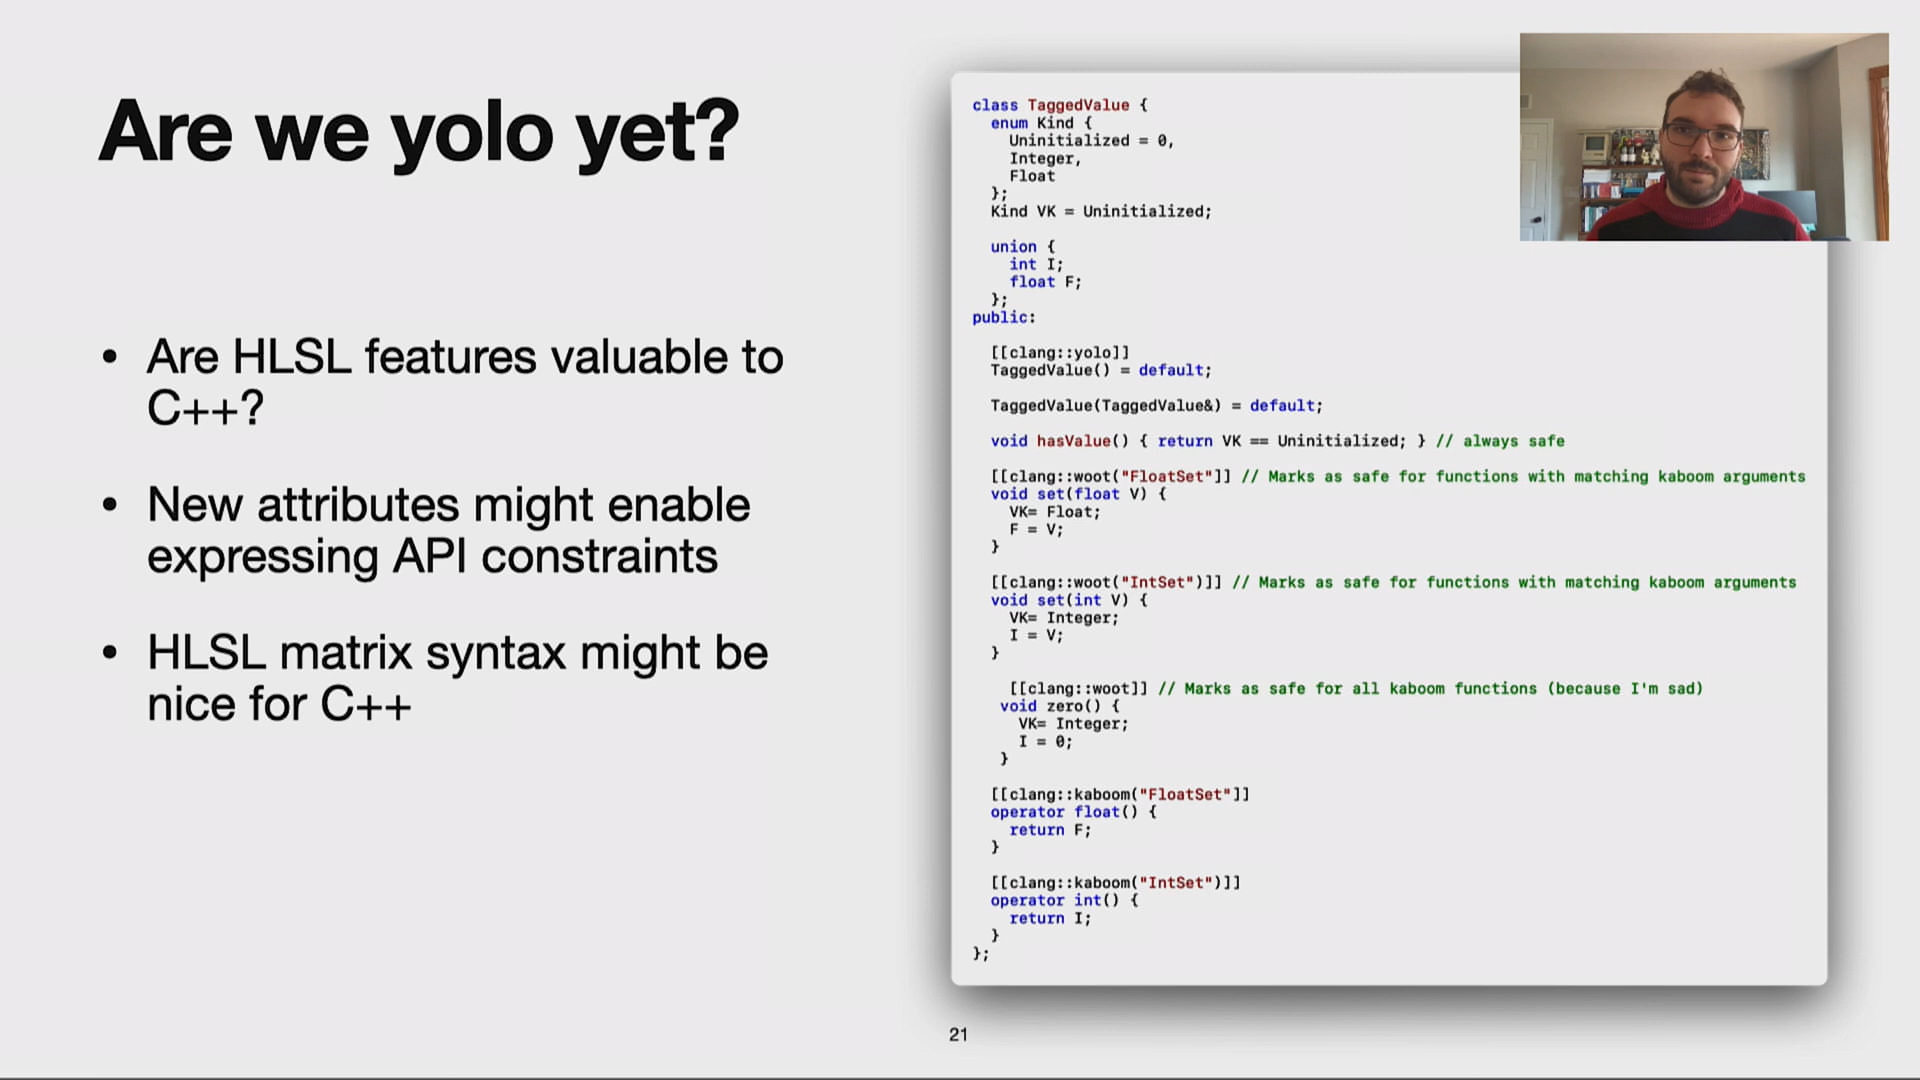 Are we yolo yet?
• Are HLSL features valuable to
C++?
• New attributes might enable
expressing API constraints
• HLSL matrix syntax might be
nice for C++
class TaggedValue {
  enum Kind {
    Uninitialized = 0,
    Integer,
    Float
  };
  Kind VK = Uninitialized;
  union {
    int I;
    float F;
  };
public:
  [[clang::yolo]]
  TaggedValue() = default;
  TaggedValue(TaggedValue&) = default;
  void hasValue() { return VK == Uninitialized; } // always safe
  [[clang::woot("FloatSet"]] // Marks as safe for functions with matching kaboom arguments
  void set(float V) {
    VK= Float;
    F = V;
  }
  [[clang::woot("IntSet")]] // Marks as safe for functions with matching kaboom arguments
  void set(int V) {
    VK= Integer;
    I = V;
  }
    [[clang::woot]] // Marks as safe for all kaboom functions (because I'm sad)
   void zero() {
     VK= Integer;
     I = 0;
   }
  [[clang::kaboom("FloatSet"]]
  operator float() {
    return F;
  }
  [[clang::kaboom("IntSet")]]
  operator int() {
    return I;
  }
};
21